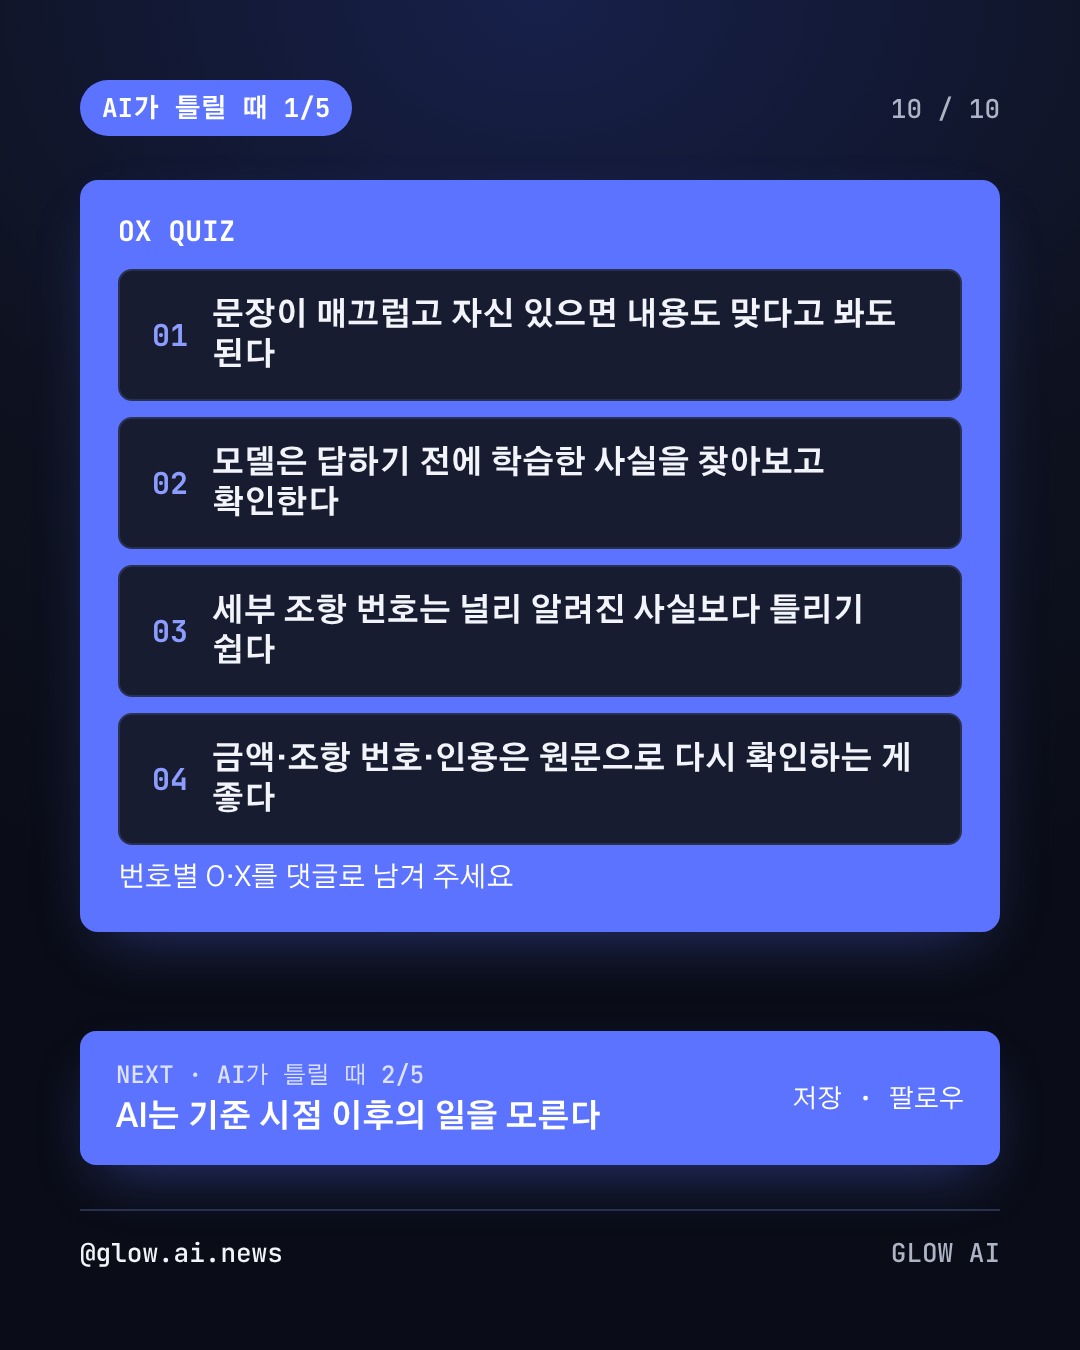 AI가 틀릴 때 1/5
10 / 10
OX QUIZ
01
문장이 매끄럽고 자신 있으면 내용도 맞다고 봐도
된다
02
모델은 답하기 전에 학습한 사실을 찾아보고
확인한다
03
세부 조항 번호는 널리 알려진 사실보다 틀리기
쉽다
04
금액·조항 번호·인용은 원문으로 다시 확인하는 게
좋다
번호별 O·X를 댓글로 남겨 주세요
NEXT · AI가 틀릴 때 2/5
AI는 기준 시점 이후의 일을 모른다
저장 · 팔로우
@glow.ai.news
GLOW AI